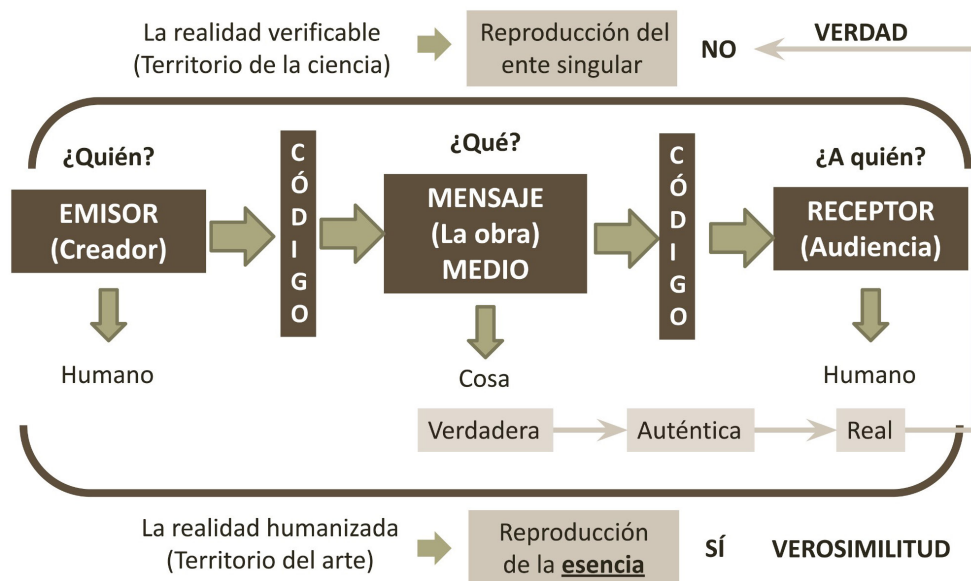 La realidad verificable
(Territorio de la ciencia)
Reproducción del
ente singular
NO
VERDAD
¿Quién?
¿Qué?
¿A quién?
EMISOR
(Creador)
CÓDIGO
MENSAJE
(La obra)
MEDIO
CÓDIGO
RECEPTOR
(Audiencia)
Humano
Cosa
Humano
Verdadera
Auténtica
Real
La realidad humanizada
(Territorio del arte)
Reproducción
de la esencia
SÍ
VEROSIMILITUD